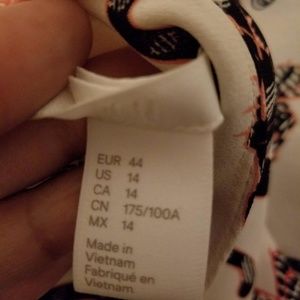 EUR 44
US 14
CA 14
CN 175/100A
MX 14
Made in
Vietnam
Fabriqué en
Vietnam.